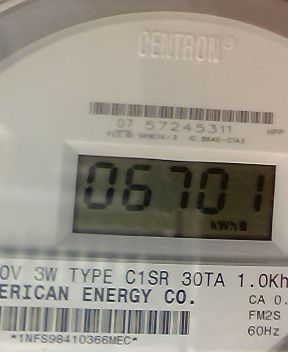 CENTRON®
07 57245311
HPP
06701
kWh
0V 3W TYPE C1SR 30TA 1.0Kh
ERICAN ENERGY CO.
CA 0.
FM2S
60Hz
*1NFS98410366MEC*